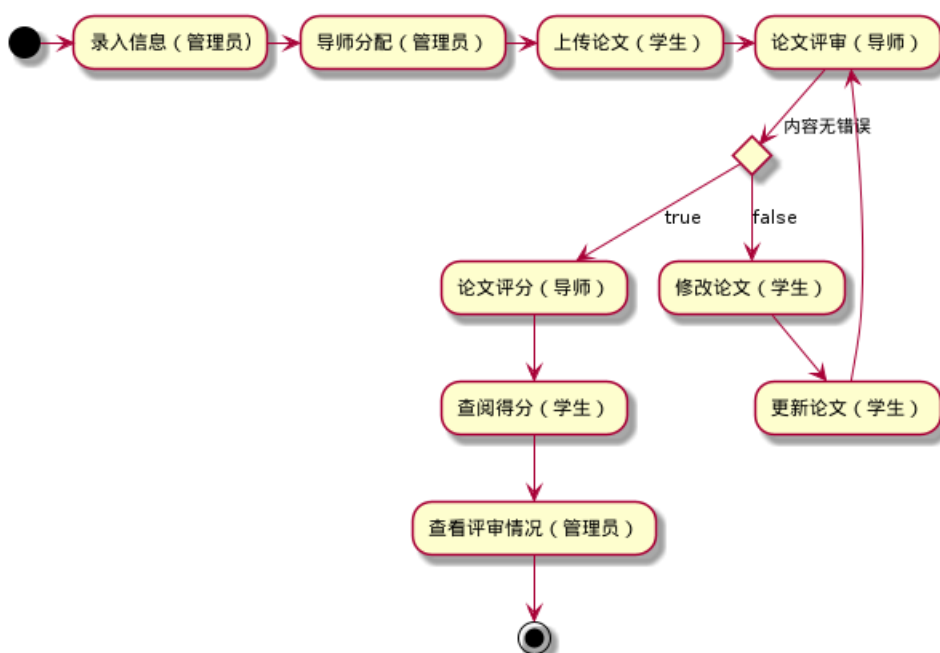 录入信息（管理员)
导师分配（管理员）
上传论文（学生）
论文评审（导师）
内容无错误
true
false
论文评分（导师）
修改论文（学生）
查阅得分（学生）
更新论文（学生）
查看评审情况（管理员）